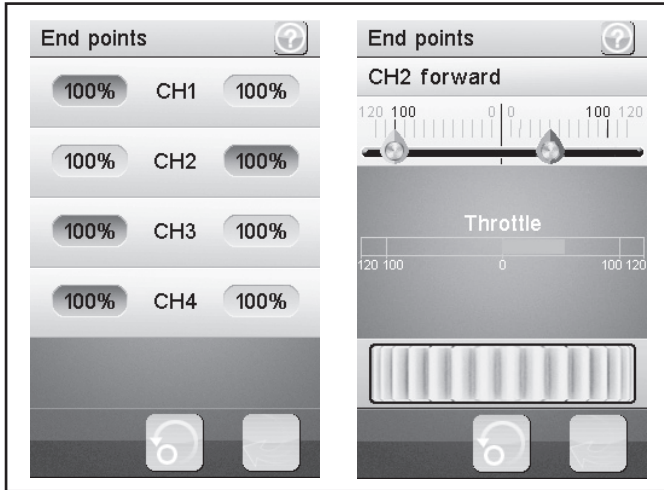 End points
?
100% CH1 100%
100% CH2 100%
100% CH3 100%
100% CH4 100%
End points
?
CH2 forward
120 100 0 0 100 120
Throttle
120 100 0 100 120